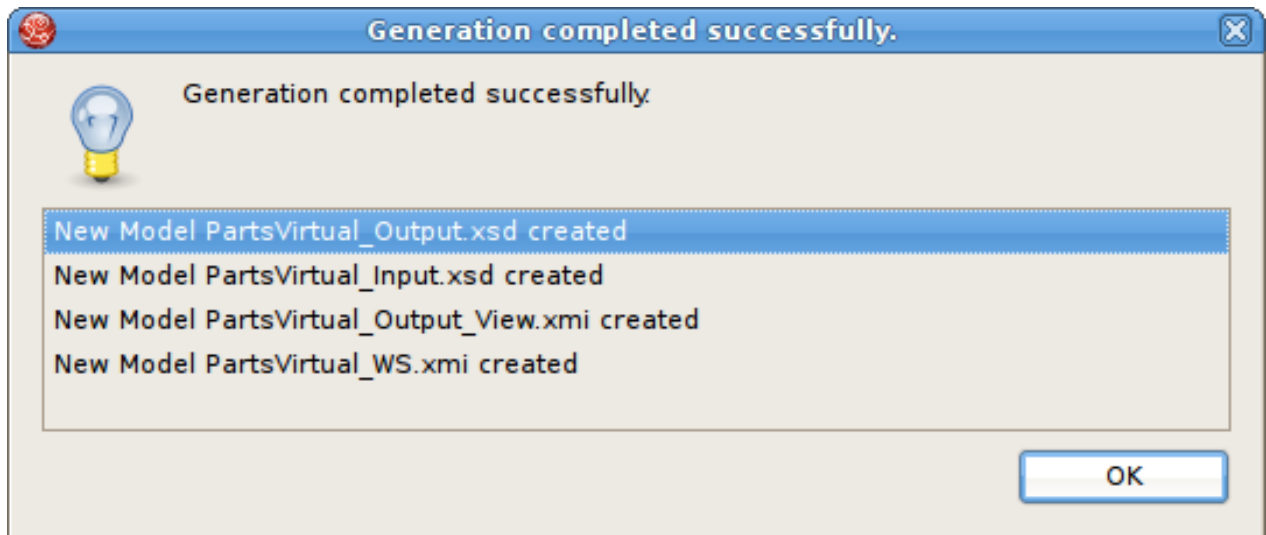 Generation completed successfully.
Generation completed successfully.
New Model PartsVirtual_Output.xsd created
New Model PartsVirtual_Input.xsd created
New Model PartsVirtual_Output_View.xmi created
New Model PartsVirtual_WS.xmi created
OK